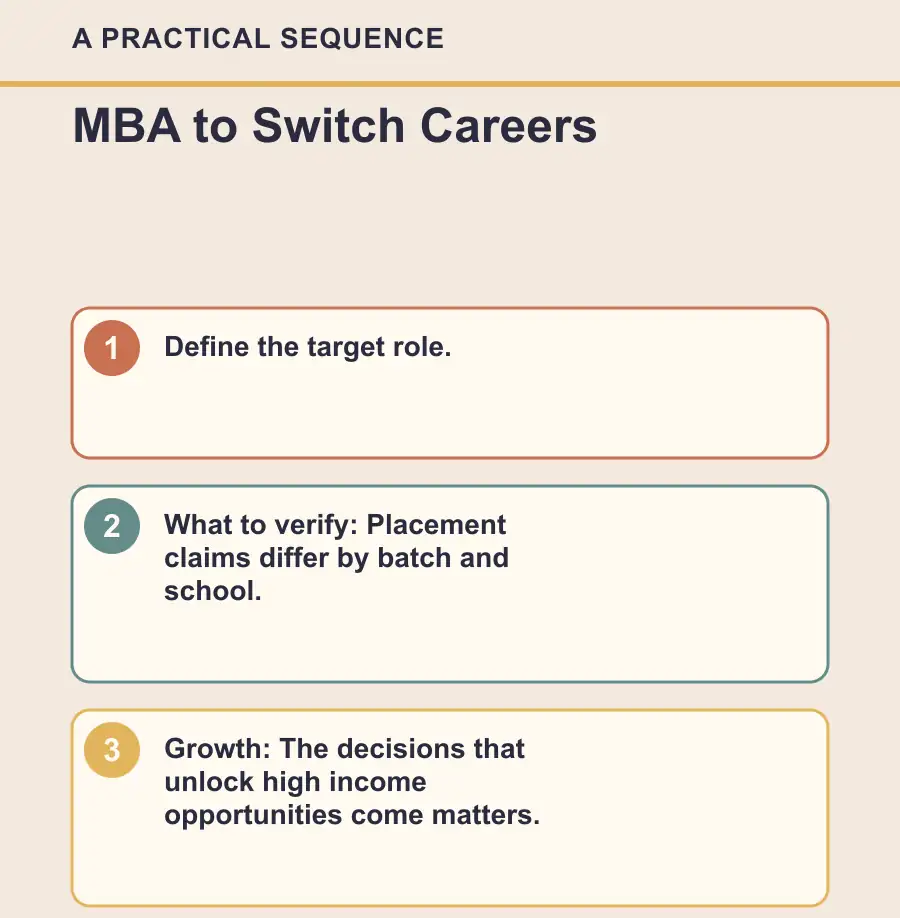 A PRACTICAL SEQUENCE
MBA to Switch Careers
1
Define the target role.
2
What to verify: Placement
claims differ by batch and
school.
3
Growth: The decisions that
unlock high income
opportunities come matters.